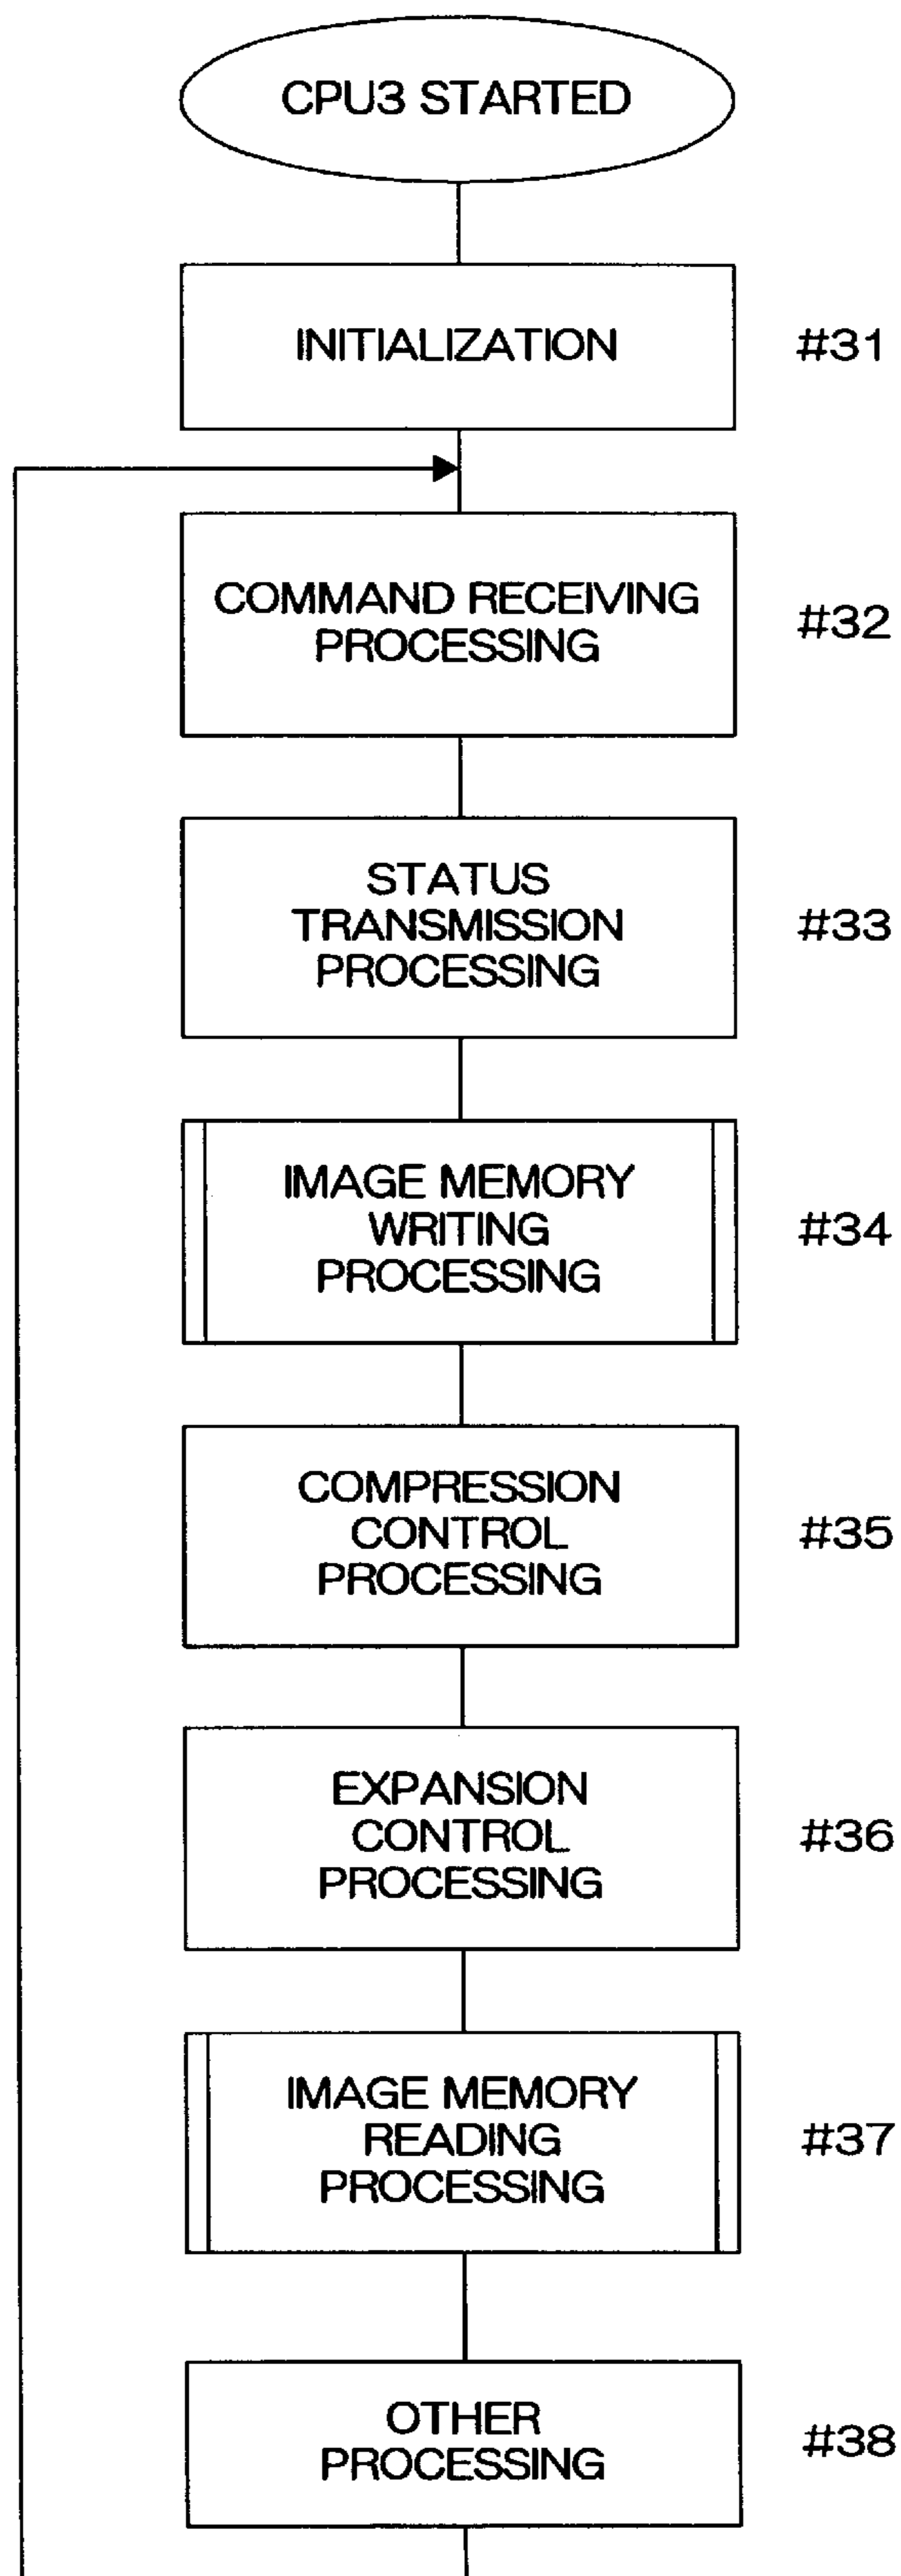 CPU3 STARTED
INITIALIZATION
#31
COMMAND RECEIVING
PROCESSING
#32
STATUS
TRANSMISSION
PROCESSING
#33
IMAGE MEMORY
WRITING
PROCESSING
#34
COMPRESSION
CONTROL
PROCESSING
#35
EXPANSION
CONTROL
PROCESSING
#36
IMAGE MEMORY
READING
PROCESSING
#37
OTHER
PROCESSING
#38